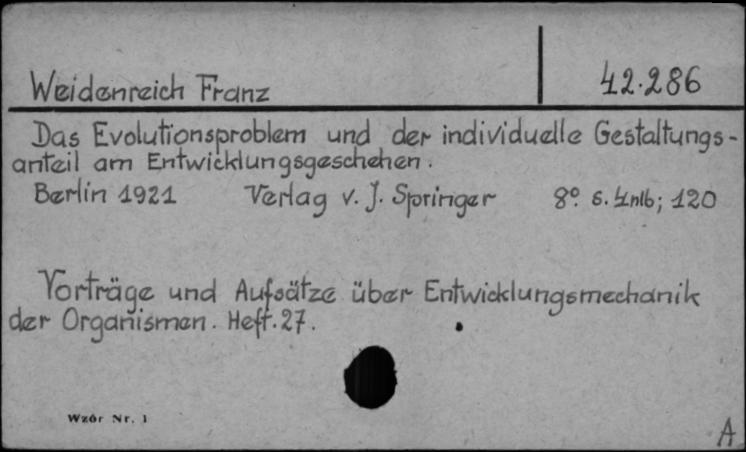 Weidenreich Franz
42.286
Das Evolutionsproblem und der individuelle Gestaltungs-
anteil am Entwicklungsgeschehen.
Berlin 1921 Verlag v. J. Springer 8º. s. 4nlb; 120
Vorträge und Aufsätze über Entwicklungsmechanik
der Organismen. Heft. 27.
Wzór Nr. 1
A